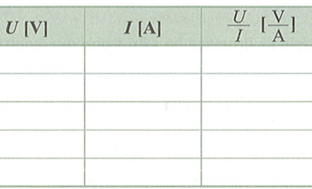 U [V] I [A] U/I [V/A]